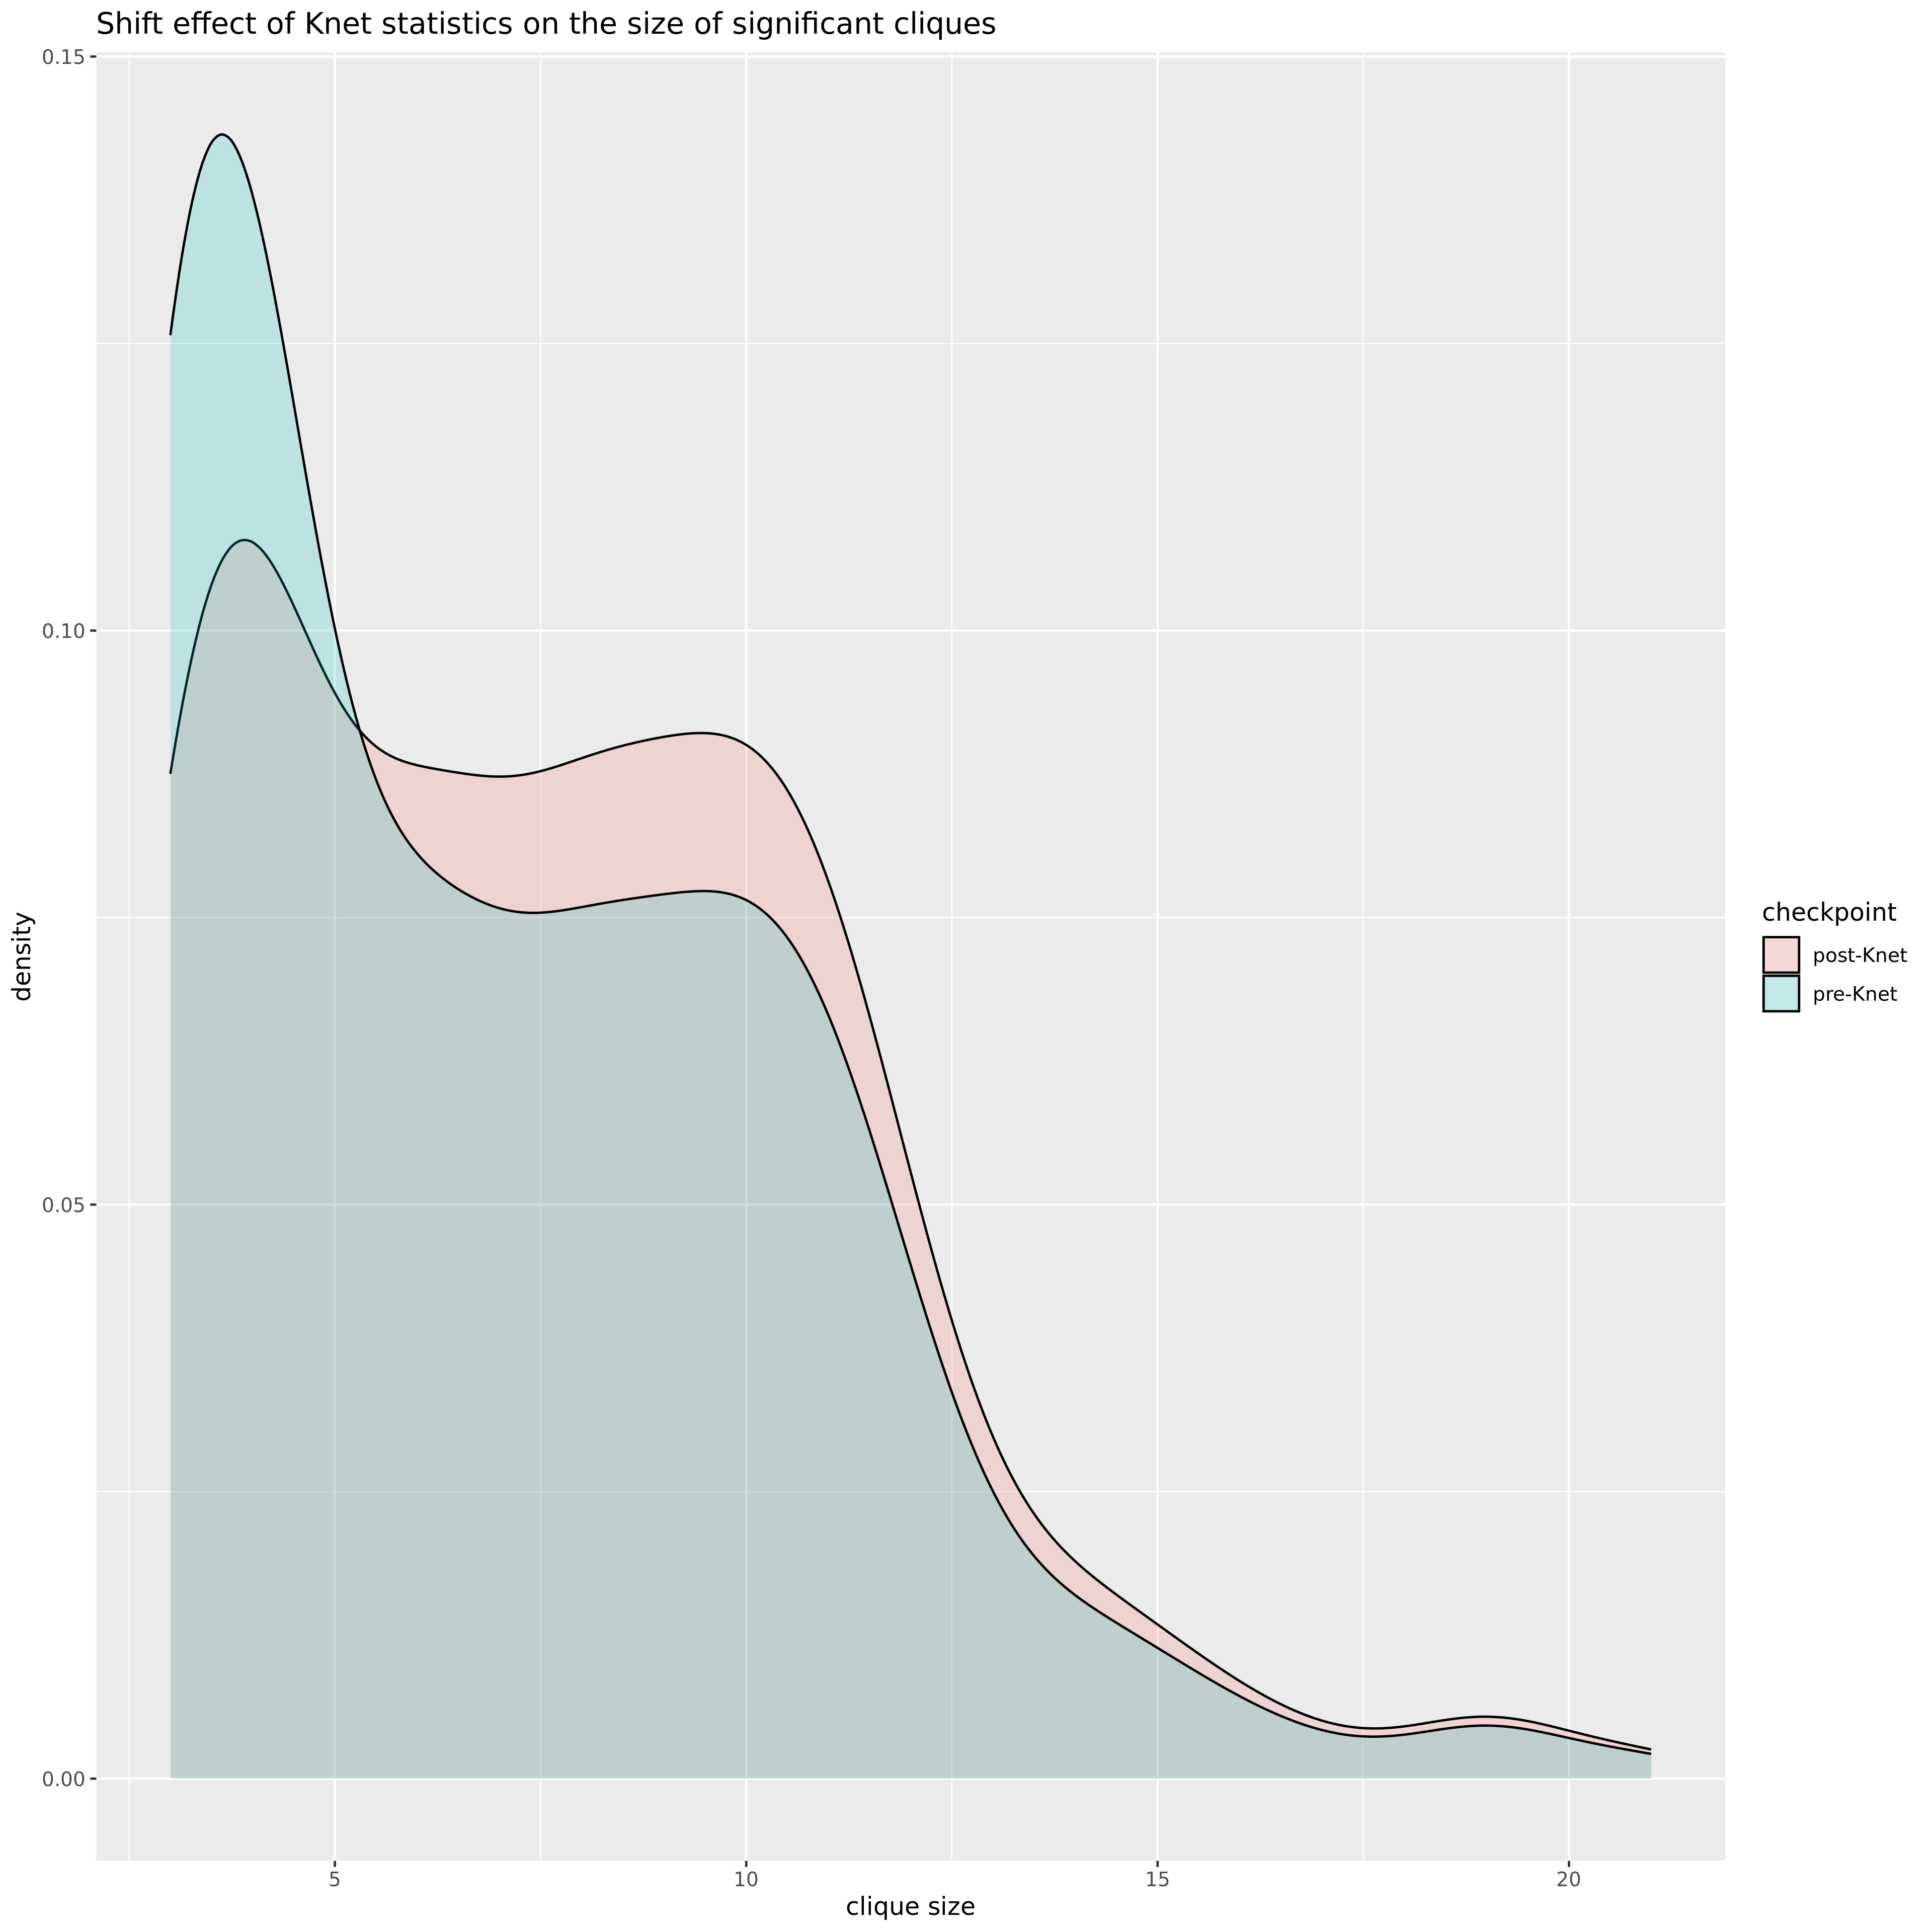 Shift effect of Knet statistics on the size of significant cliques
0.15
0.10
0.05
0.00
density
5 10 15 20
clique size
checkpoint
post-Knet
pre-Knet